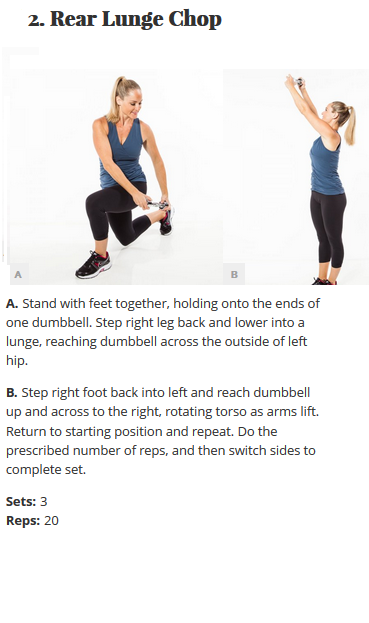 2. Rear Lunge Chop
A
B
A. Stand with feet together, holding onto the ends of
one dumbbell. Step right leg back and lower into a
lunge, reaching dumbbell across the outside of left
hip.
B. Step right foot back into left and reach dumbbell
up and across to the right, rotating torso as arms lift.
Return to starting position and repeat. Do the
prescribed number of reps, and then switch sides to
complete set.
Sets: 3
Reps: 20